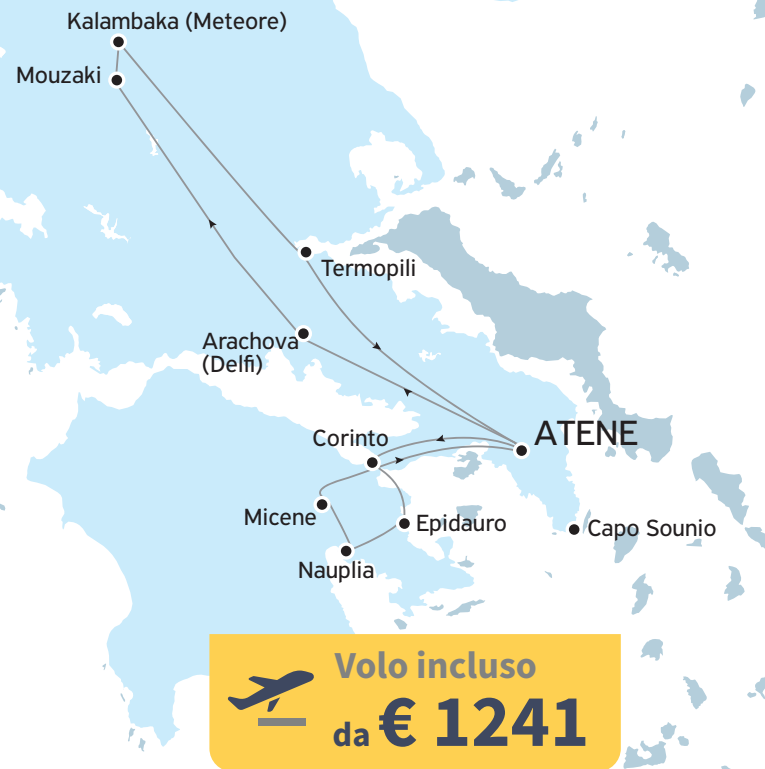 Kalambaka (Meteore)
Mouzaki
Termopili
Arachova
(Delfi)
ATENE
Corinto
Micene
Epidauro
Capo Sounio
Nauplia
Volo incluso
da € 1241